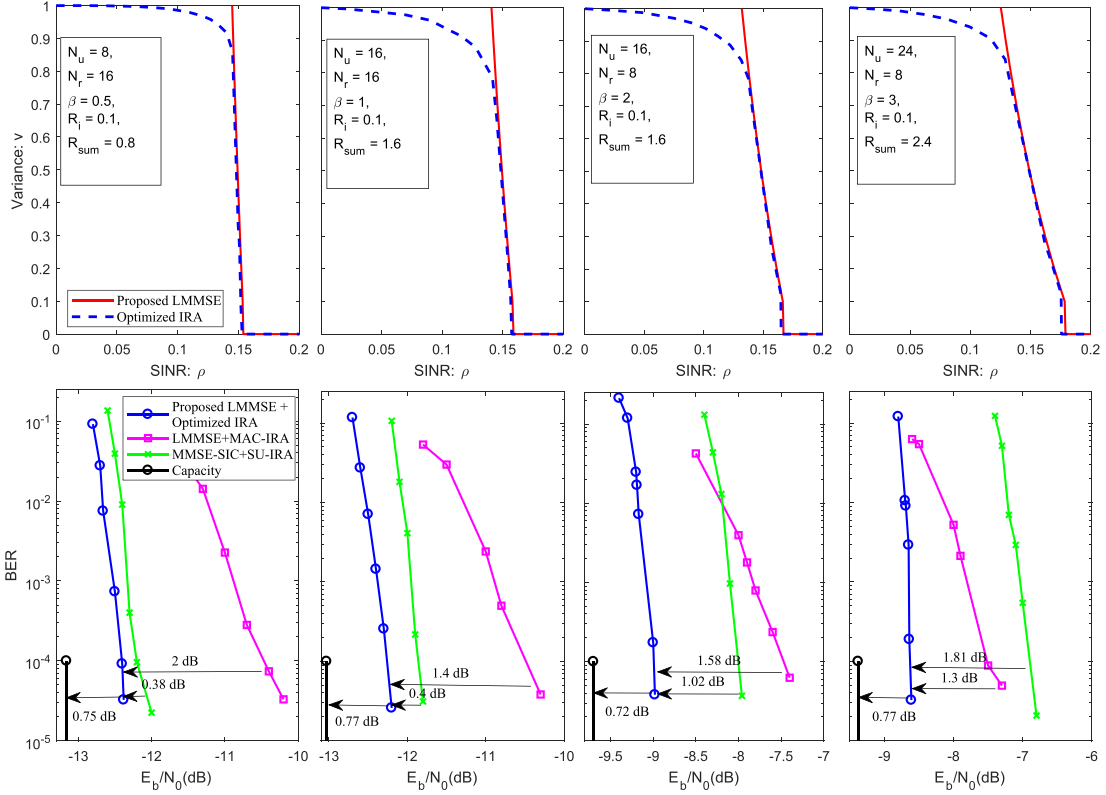 Variance: v
1
0.9
0.8
0.7
0.6
0.5
0.4
0.3
0.2
0.1
0
N_u = 8,
N_r = 16
β = 0.5,
R_i = 0.1,
R_sum = 0.8
Proposed LMMSE
Optimized IRA
0 0.05 0.1 0.15 0.2
SINR: ρ
N_u = 16,
N_r = 16
β = 1,
R_i = 0.1,
R_sum = 1.6
0 0.05 0.1 0.15 0.2
SINR: ρ
N_u = 16,
N_r = 8
β = 2,
R_i = 0.1,
R_sum = 1.6
0 0.05 0.1 0.15 0.2
SINR: ρ
N_u = 24,
N_r = 8
β = 3,
R_i = 0.1,
R_sum = 2.4
0 0.05 0.1 0.15 0.2
SINR: ρ
BER
10^-1
10^-2
10^-3
10^-4
10^-5
Proposed LMMSE +
Optimized IRA
LMMSE+MAC-IRA
MMSE-SIC+SU-IRA
Capacity
2 dB
0.38 dB
0.75 dB
-13 -12 -11 -10
E_b/N_0(dB)
1.4 dB
0.4 dB
0.77 dB
-13 -12 -11 -10
E_b/N_0(dB)
1.58 dB
1.02 dB
0.72 dB
-9 -8 -7
E_b/N_0(dB)
1.81 dB
1.3 dB
0.77 dB
-9 -8 -7 -6
E_b/N_0(dB)